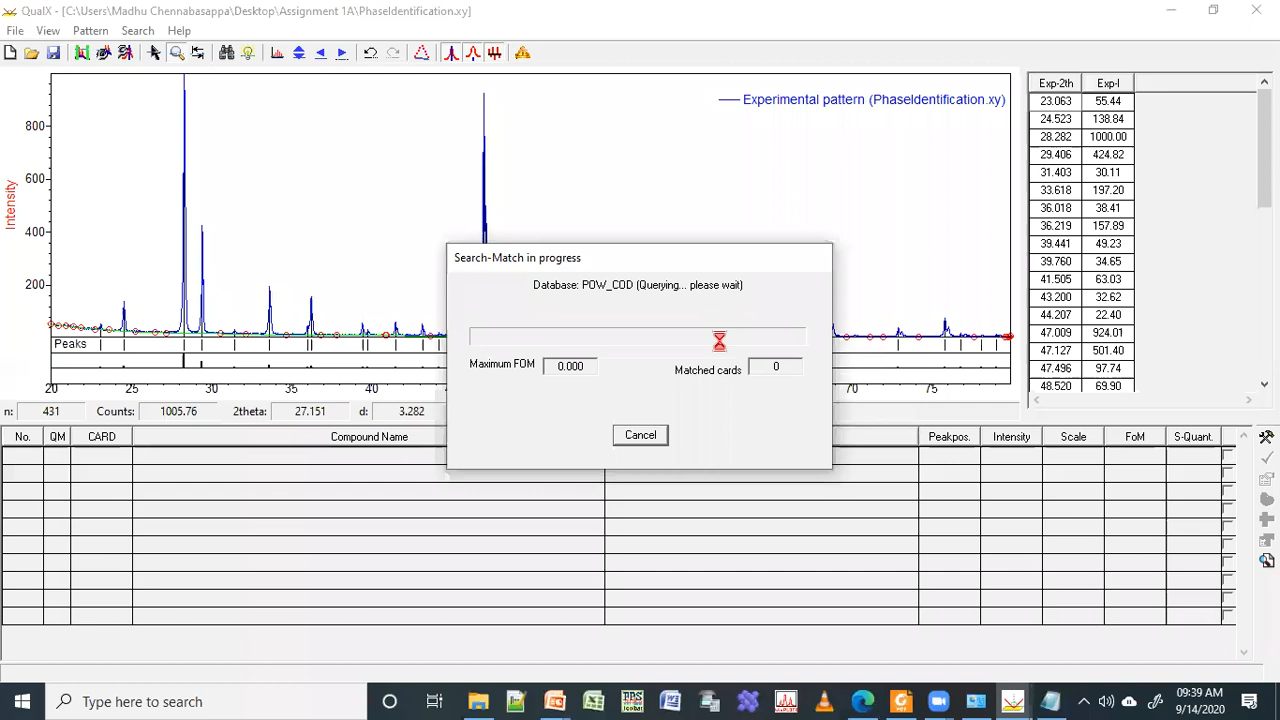 QualX - [C:\Users\Madhu Chennabasappa\Desktop\Assignment 1A\PhaseIdentification.xy]
File View Pattern Search Help
Experimental pattern (PhaseIdentification.xy)
Intensity
800
600
400
200
Peaks
20 25 30 35 40 70 75
Exp-2th Exp-I
23.063 55.44
24.523 138.84
28.282 1000.00
29.406 424.82
31.403 30.11
33.618 197.20
36.018 38.41
36.219 157.89
39.441 49.23
39.760 34.65
41.505 63.03
43.200 32.62
44.207 22.40
47.009 924.01
47.127 501.40
47.496 97.74
48.520 69.90
Search-Match in progress
Database: POW_COD (Querying... please wait)
Maximum FOM 0.000 Matched cards 0
Cancel
n: 431 Counts: 1005.76 2theta: 27.151 d: 3.282
No. QM CARD Compound Name Peakpos. Intensity Scale FoM S-Quant.
Type here to search
09:39 AM
9/14/2020